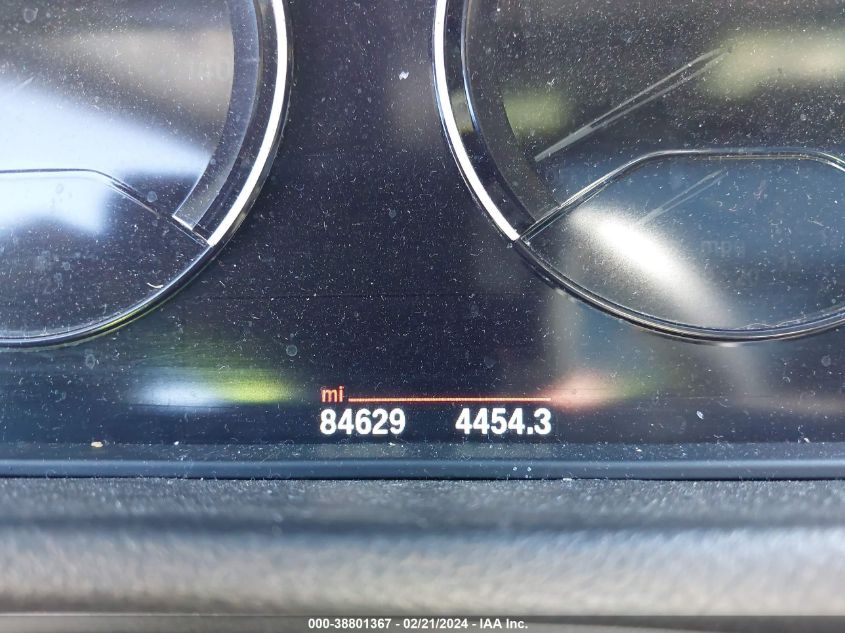 mi
84629 4454.3
000-38801367 - 02/21/2024 - IAA Inc.